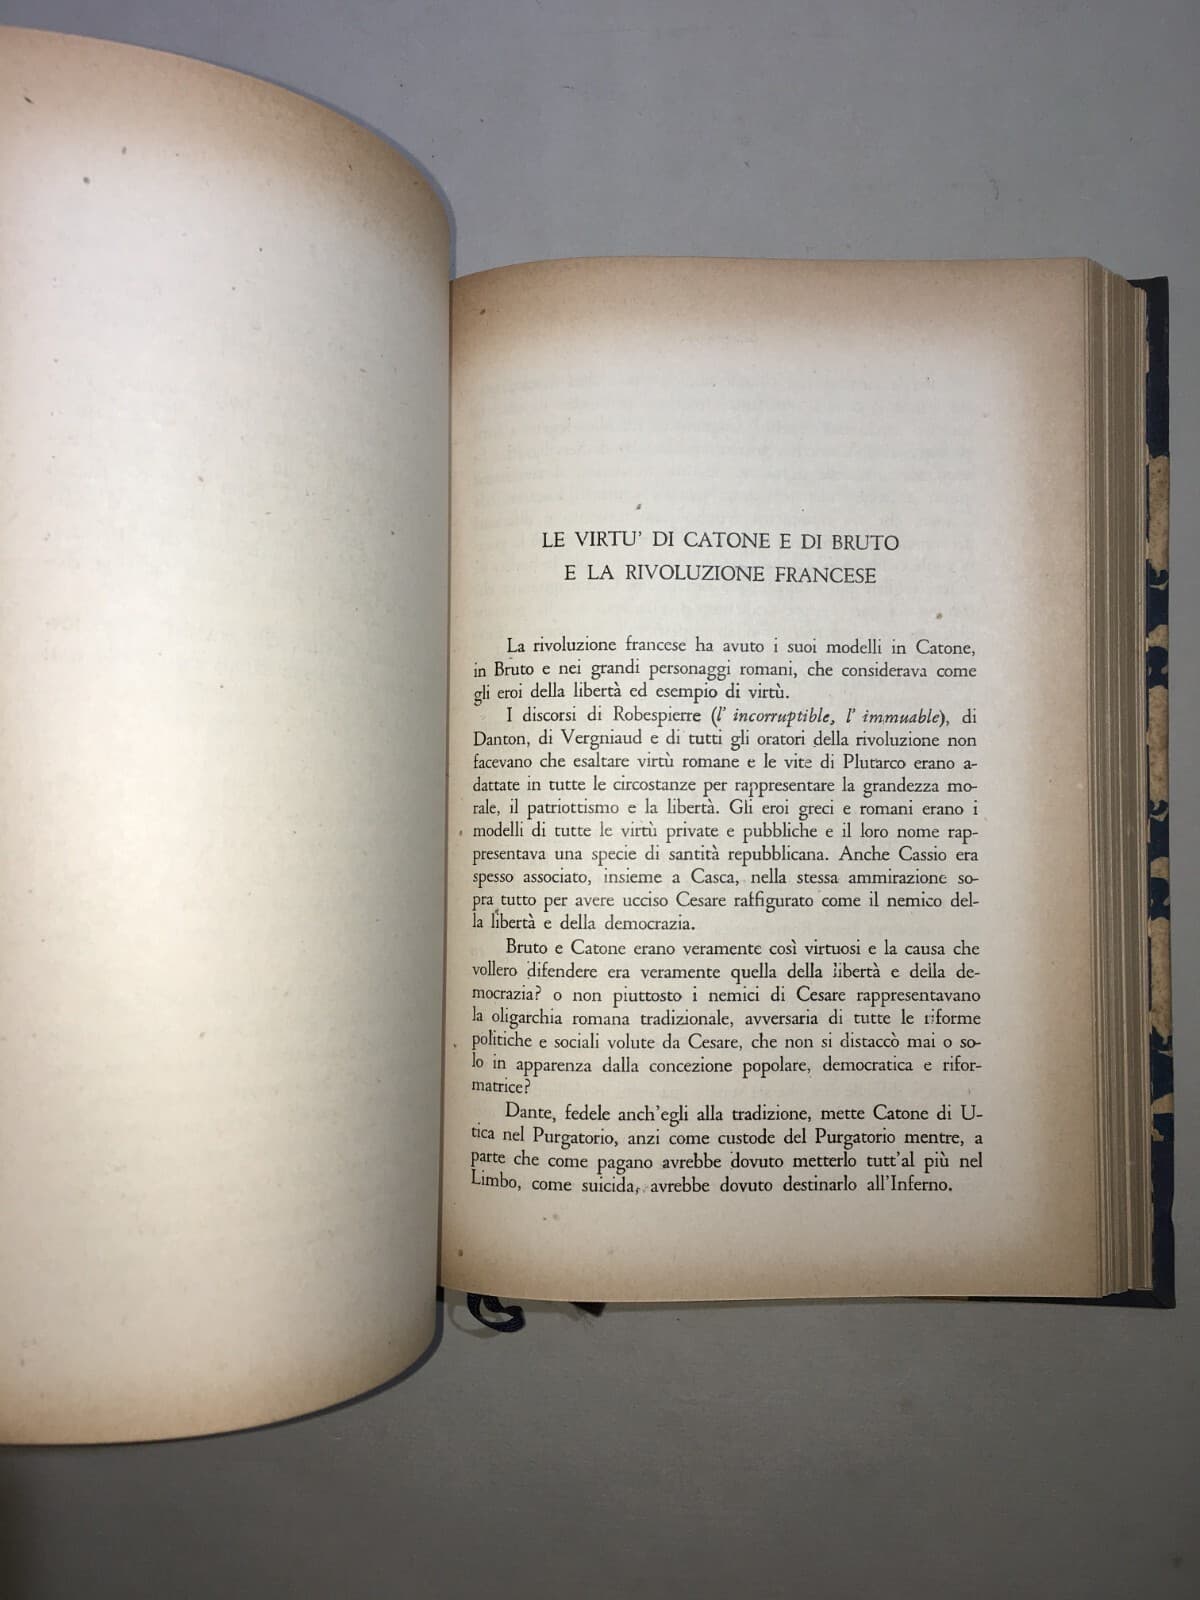 LE VIRTU' DI CATONE E DI BRUTO
E LA RIVOLUZIONE FRANCESE
La rivoluzione francese ha avuto i suoi modelli in Catone,
in Bruto e nei grandi personaggi romani, che considerava come
gli eroi della libertà ed esempio di virtù.
I discorsi di Robespierre (l' incorruptible, l' immuable), di
Danton, di Vergniaud e di tutti gli oratori della rivoluzione non
facevano che esaltare virtù romane e le vite di Plutarco erano a-
dattate in tutte le circostanze per rappresentare la grandezza mo-
rale, il patriottismo e la libertà. Gli eroi greci e romani erano i
modelli di tutte le virtù private e pubbliche e il loro nome rap-
presentava una specie di santità repubblicana. Anche Cassio era
spesso associato, insieme a Casca, nella stessa ammirazione so-
pra tutto per avere ucciso Cesare raffigurato come il nemico del-
la libertà e della democrazia.
Bruto e Catone erano veramente così virtuosi e la causa che
vollero difendere era veramente quella della libertà e della de-
mocrazia? o non piuttosto i nemici di Cesare rappresentavano
la oligarchia romana tradizionale, avversaria di tutte le riforme
politiche e sociali volute da Cesare, che non si distaccò mai o so-
lo in apparenza dalla concezione popolare, democratica e rifor-
matrice?
Dante, fedele anch'egli alla tradizione, mette Catone di U-
tica nel Purgatorio, anzi come custode del Purgatorio mentre, a
parte che come pagano avrebbe dovuto metterlo tutt'al più nel
Limbo, come suicida, avrebbe dovuto destinarlo all'Inferno.